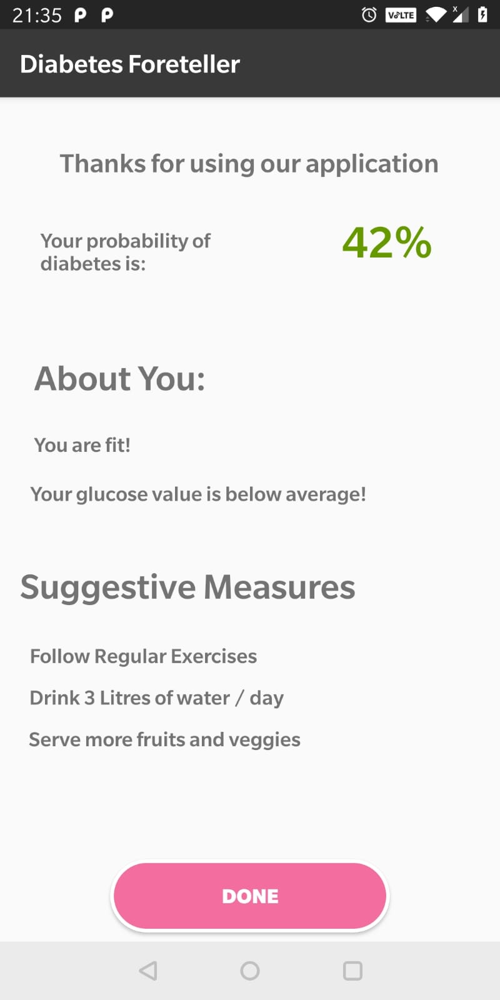 21:35
VoLTE
Diabetes Foreteller
Thanks for using our application
Your probability of
diabetes is:
42%
About You:
You are fit!
Your glucose value is below average!
Suggestive Measures
Follow Regular Exercises
Drink 3 Litres of water / day
Serve more fruits and veggies
DONE